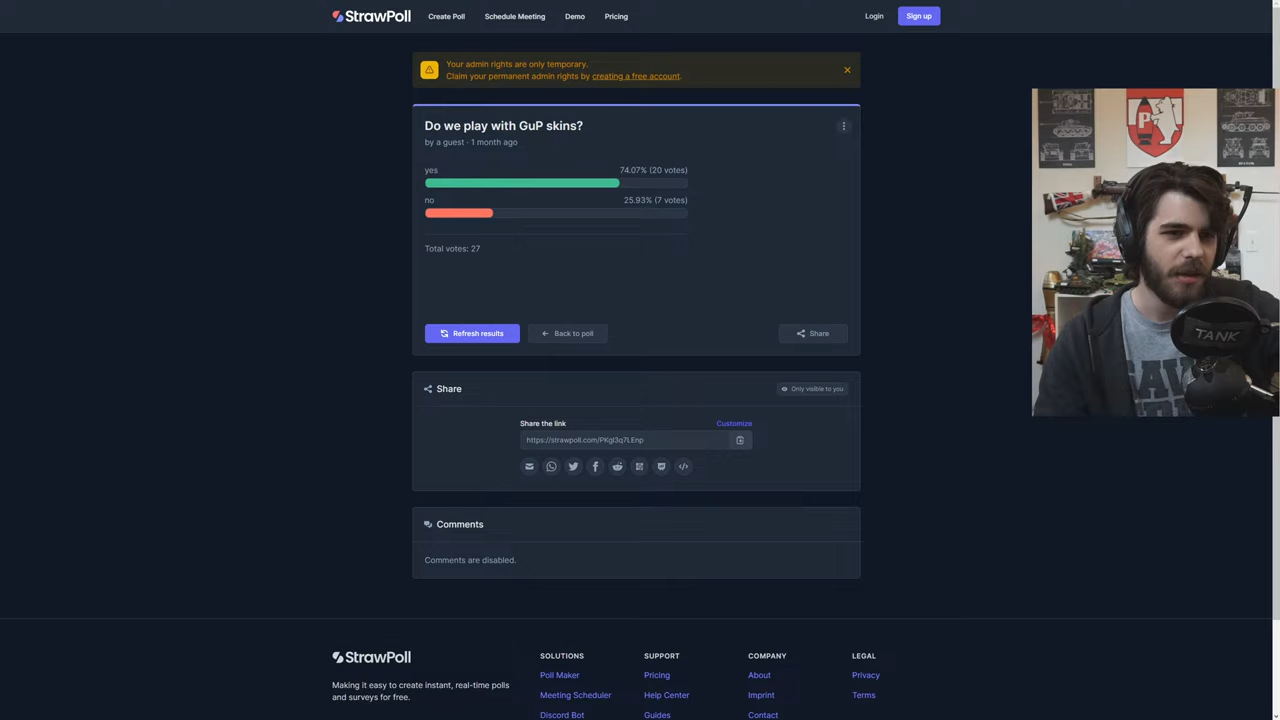 StrawPoll
Create Poll
Schedule Meeting
Demo
Pricing
Login
Sign up
Your admin rights are only temporary.
Claim your permanent admin rights by creating a free account.
Do we play with GuP skins?
by a guest · 1 month ago
yes
74.07% (20 votes)
no
25.93% (7 votes)
Total votes: 27
Refresh results
Back to poll
Share
Share
Only visible to you
Share the link
Customize
https://strawpoll.com/PKgl3q7LEnp
Comments
Comments are disabled.
TANK
StrawPoll
Making it easy to create instant, real-time polls
and surveys for free.
SOLUTIONS
Poll Maker
Meeting Scheduler
Discord Bot
SUPPORT
Pricing
Help Center
Guides
COMPANY
About
Imprint
Contact
LEGAL
Privacy
Terms